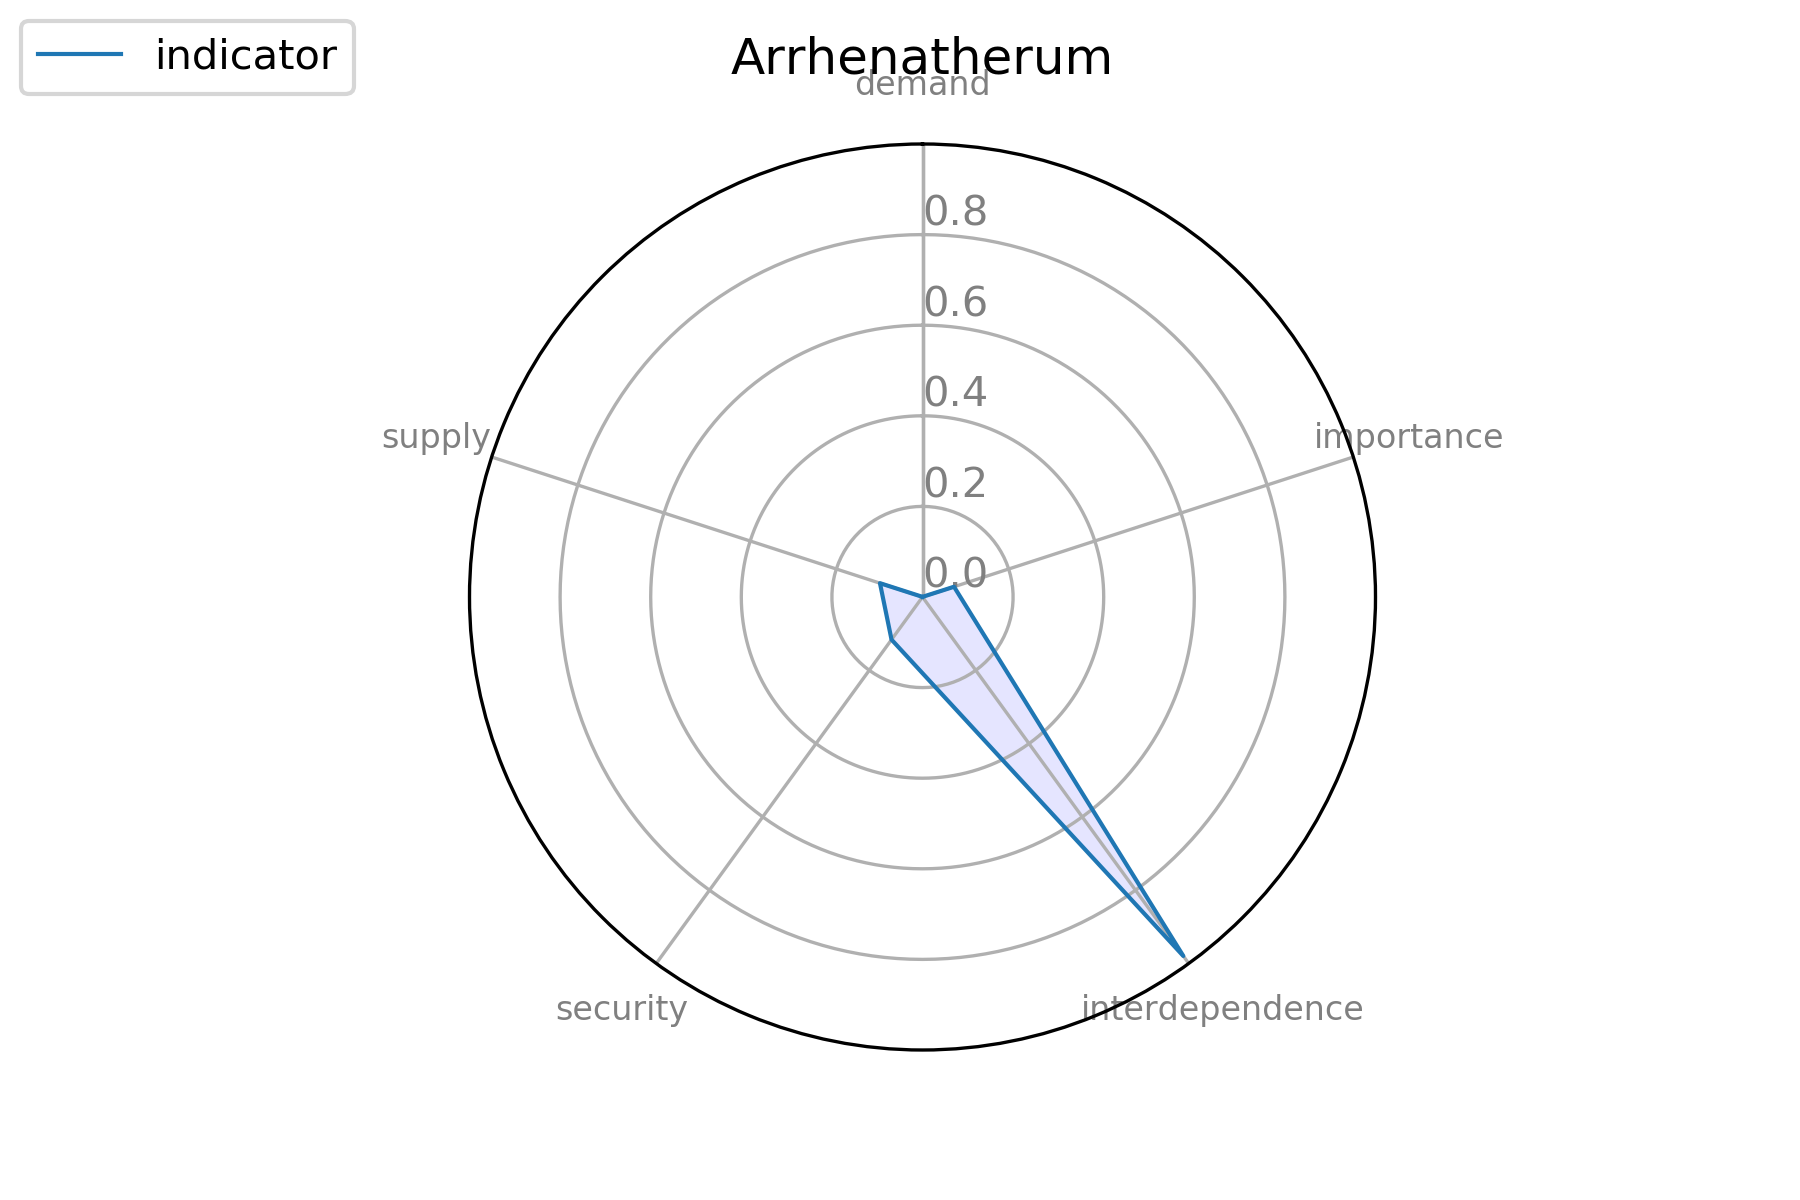 indicator
Arrhenatherum
demand
0.8
0.6
0.4
supply
importance
0.2
0.0
security
interdependence